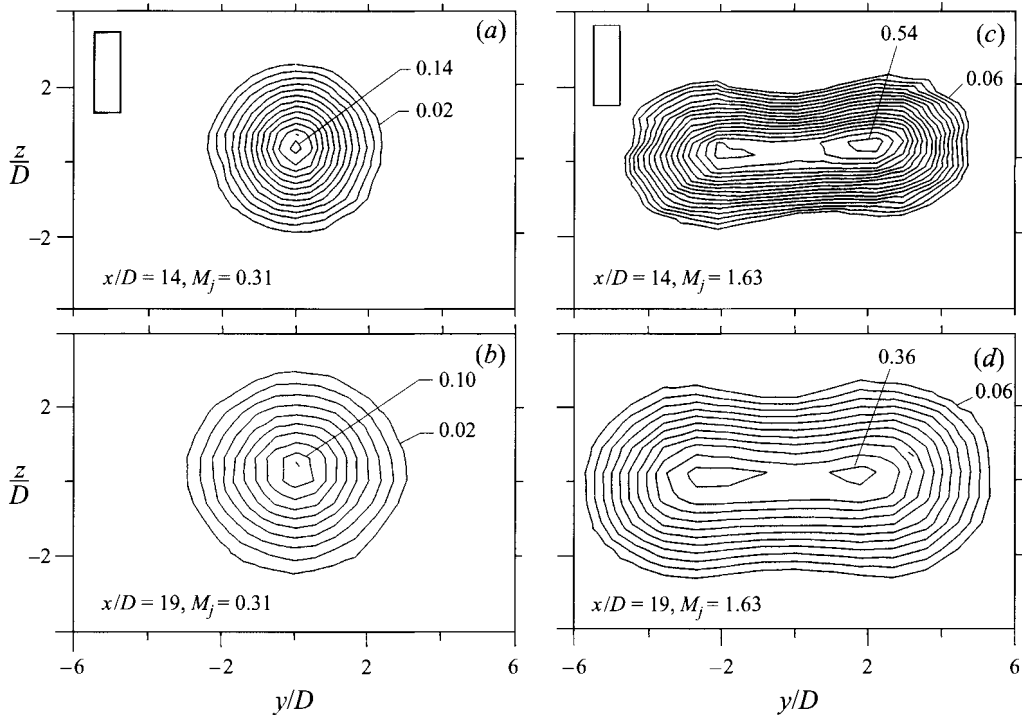 (a)
0.14
0.02
2
z/D
−2
x/D = 14, M_j = 0.31
(c)
0.54
0.06
x/D = 14, M_j = 1.63
(b)
0.10
0.02
2
z/D
−2
x/D = 19, M_j = 0.31
−6
−2
2
6
y/D
(d)
0.36
0.06
x/D = 19, M_j = 1.63
−6
−2
2
6
y/D